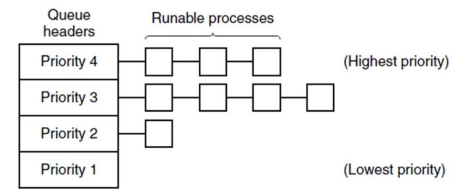 Queue
headers
Runable processes
Priority 4
(Highest priority)
Priority 3
Priority 2
Priority 1
(Lowest priority)